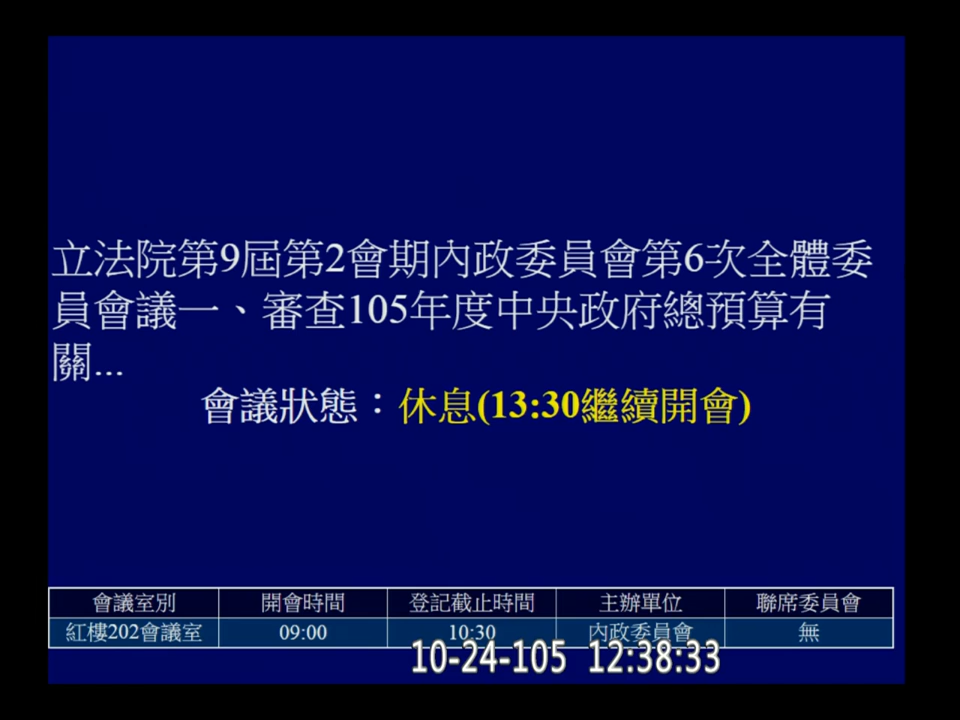 立法院第9屆第2會期內政委員會第6次全體委
員會議一、審查105年度中央政府總預算有
關...
會議狀態：休息(13:30繼續開會)
會議室別 開會時間 登記截止時間 主辦單位 聯席委員會
紅樓202會議室 09:00 10:30 內政委員會 無
10-24-105 12:38:33